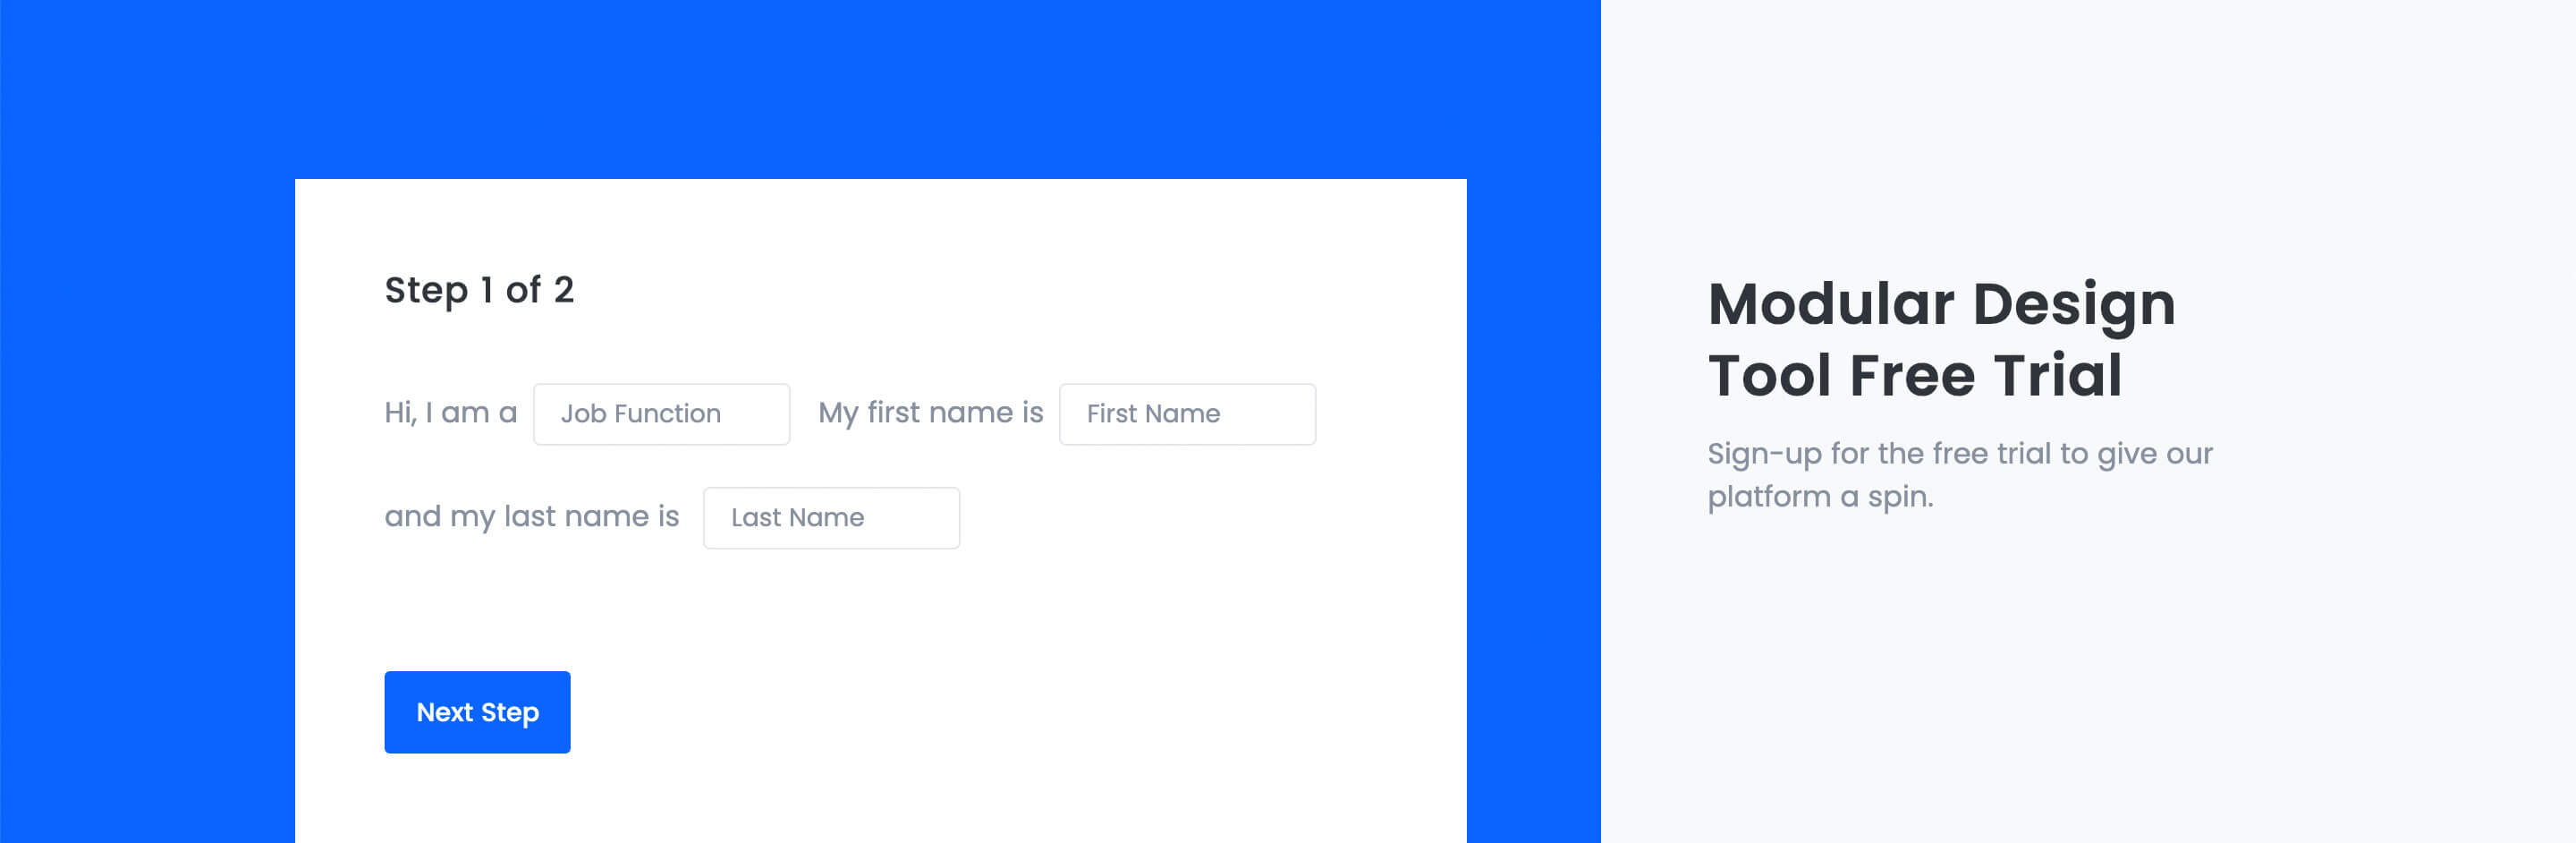 Step 1 of 2
Hi, I am a Job Function My first name is First Name
and my last name is Last Name
Next Step
Modular Design
Tool Free Trial
Sign-up for the free trial to give our
platform a spin.